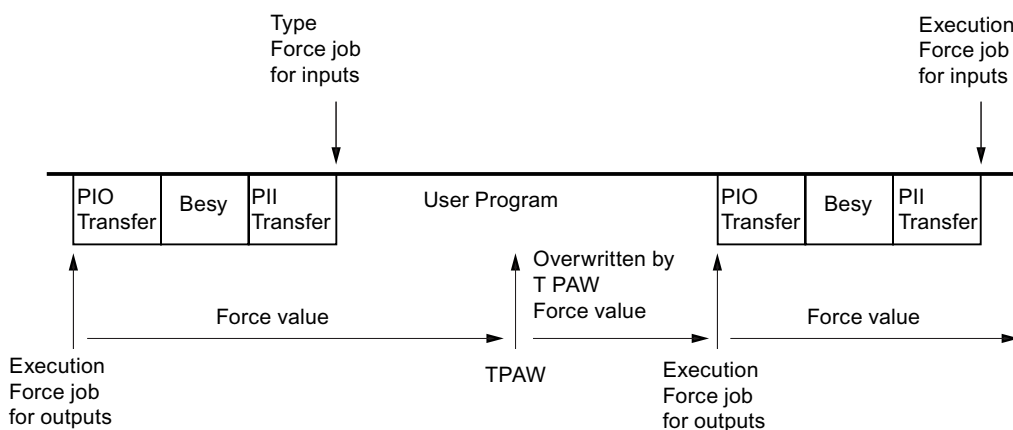 Type
Force job
for inputs
Execution
Force job
for inputs
PIO
Transfer
Besy
PII
Transfer
User Program
PIO
Transfer
Besy
PII
Transfer
Overwritten by
T PAW
Force value
Force value
Force value
Execution
Force job
for outputs
TPAW
Execution
Force job
for outputs